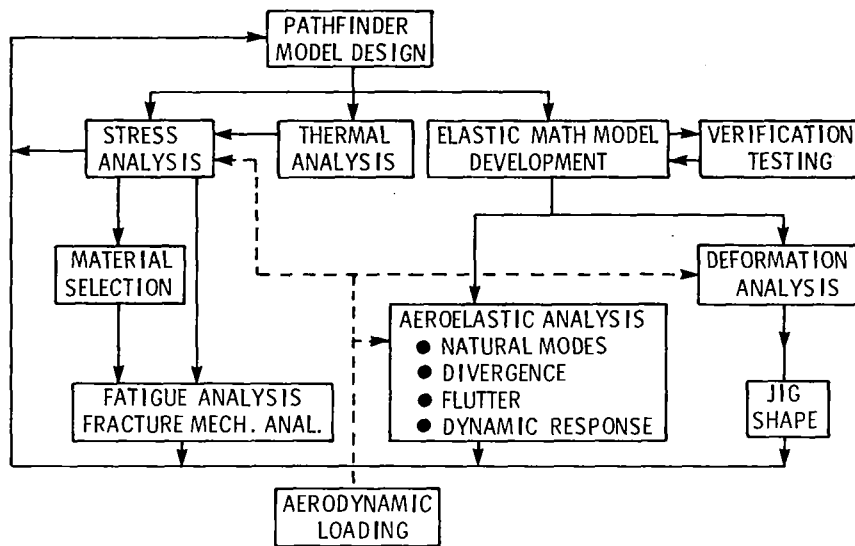 PATHFINDER
MODEL DESIGN
STRESS
ANALYSIS
THERMAL
ANALYSIS
ELASTIC MATH MODEL
DEVELOPMENT
VERIFICATION
TESTING
MATERIAL
SELECTION
DEFORMATION
ANALYSIS
AEROELASTIC ANALYSIS
● NATURAL MODES
● DIVERGENCE
● FLUTTER
● DYNAMIC RESPONSE
FATIGUE ANALYSIS
FRACTURE MECH. ANAL.
JIG
SHAPE
AERODYNAMIC
LOADING